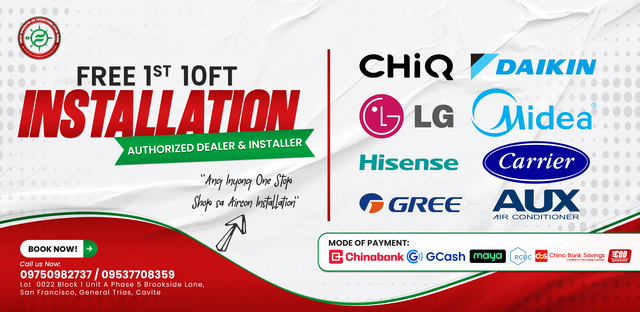 FREE 1ST 10FT
INSTALLATION
AUTHORIZED DEALER & INSTALLER
"Ang Inyong One Stop
Shop sa Aircon Installation"
CHiQ
DAIKIN
LG
Midea
Hisense
Carrier
GREE
AUX
AIR CONDITIONER
BOOK NOW!
Call us Now:
09750982737 / 09537708359
Lot 0022 Block 1 Unit A Phase 5 Brookside Lane,
San Francisco, General Trias, Cavite
MODE OF PAYMENT:
Chinabank
GCash
maya
RCBC
cbs
China Bank Savings
COD